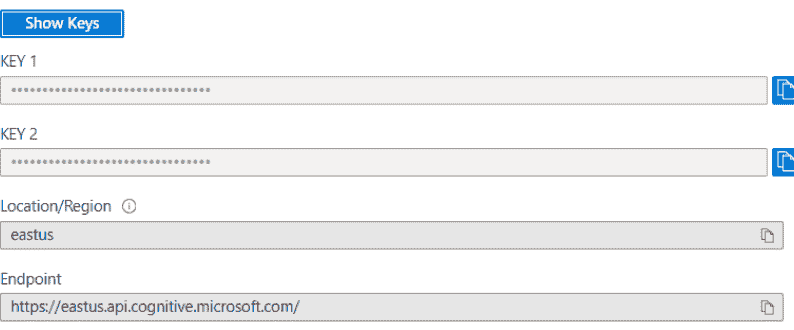 Show Keys
KEY 1
••••••••••••••••••••••••••••••••
KEY 2
••••••••••••••••••••••••••••••••
Location/Region
eastus
Endpoint
https://eastus.api.cognitive.microsoft.com/